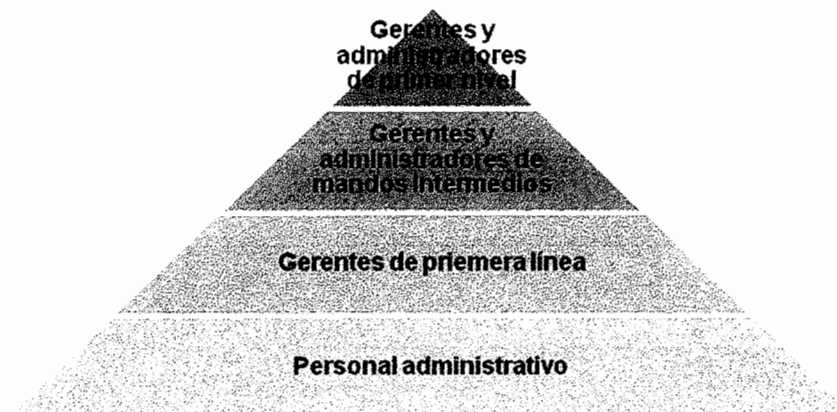 Gerentes y
administradores
de primer nivel
Gerentes y
administradores de
mandos intermedios
Gerentes de priemera línea
Personal administrativo